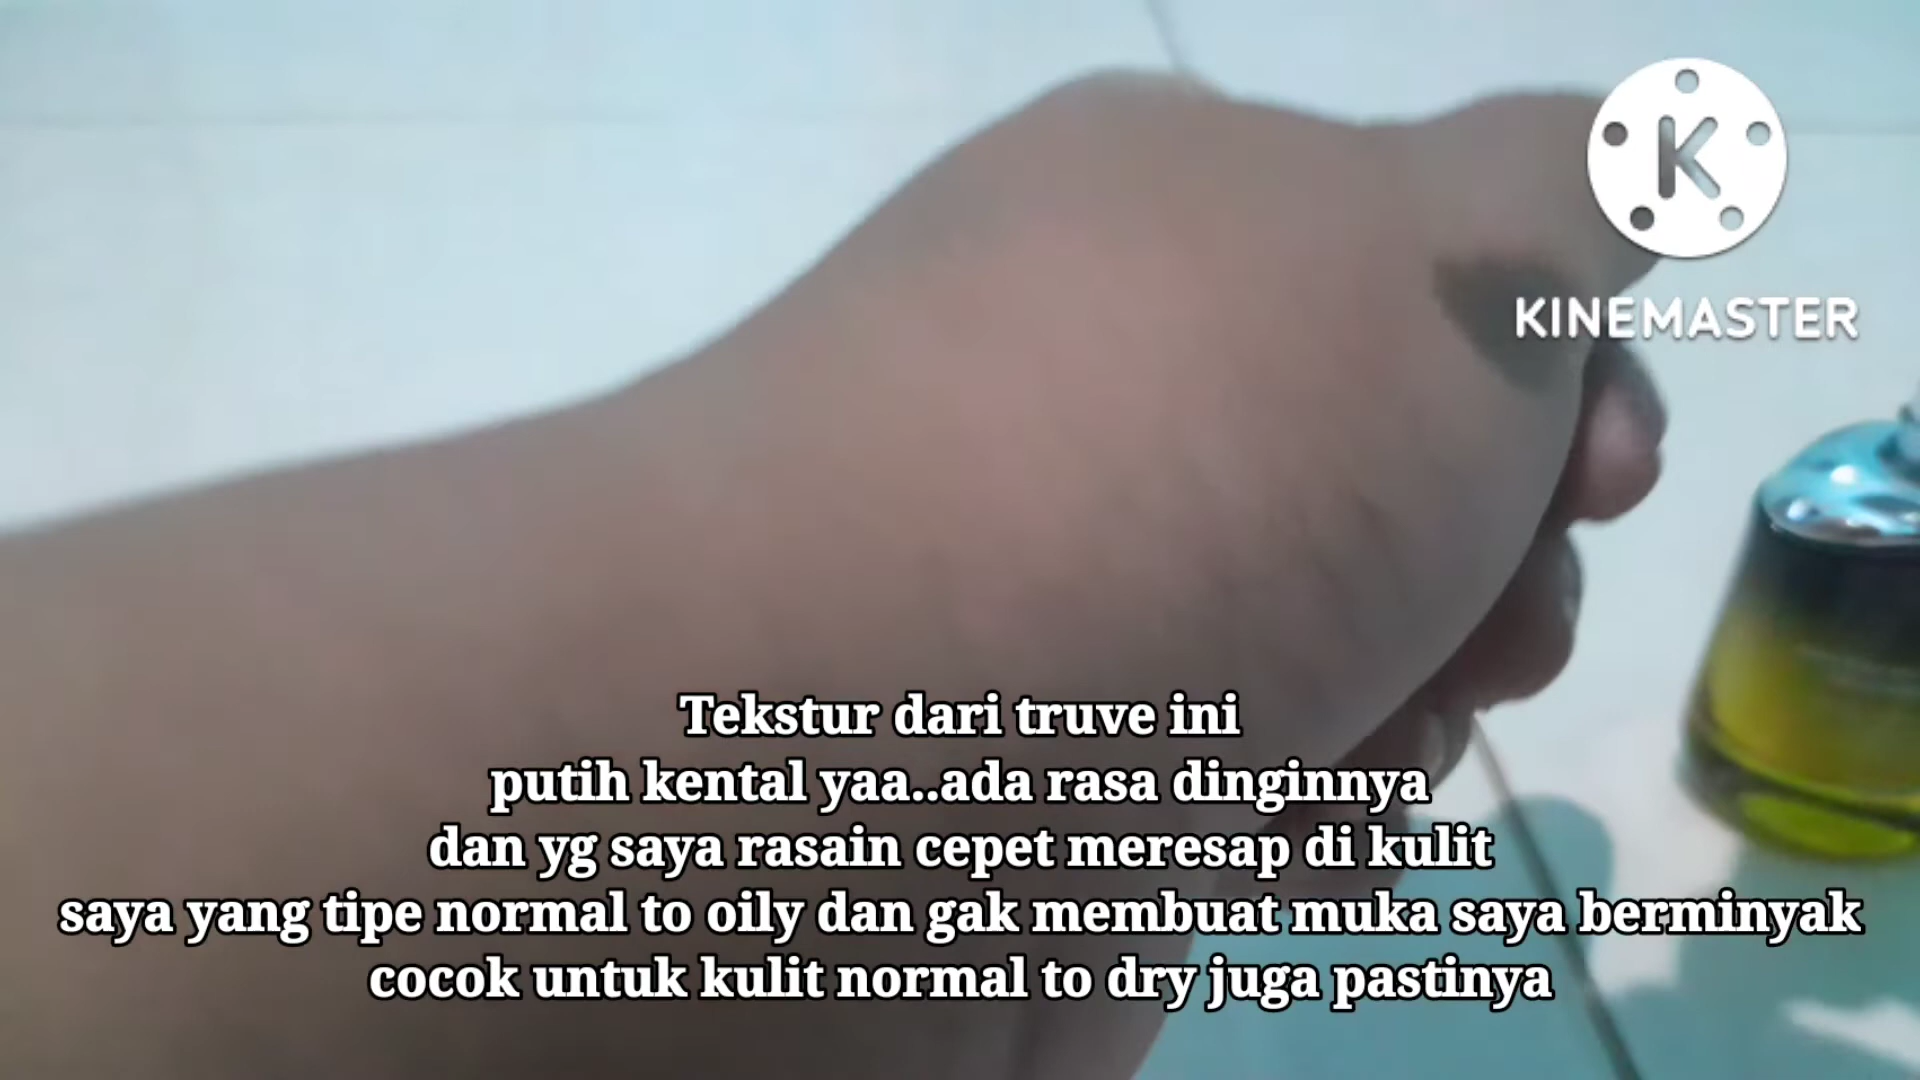 K
KINEMASTER
Tekstur dari truve ini
putih kental yaa..ada rasa dinginnya
dan yg saya rasain cepet meresap di kulit
saya yang tipe normal to oily dan gak membuat muka saya berminyak
cocok untuk kulit normal to dry juga pastinya